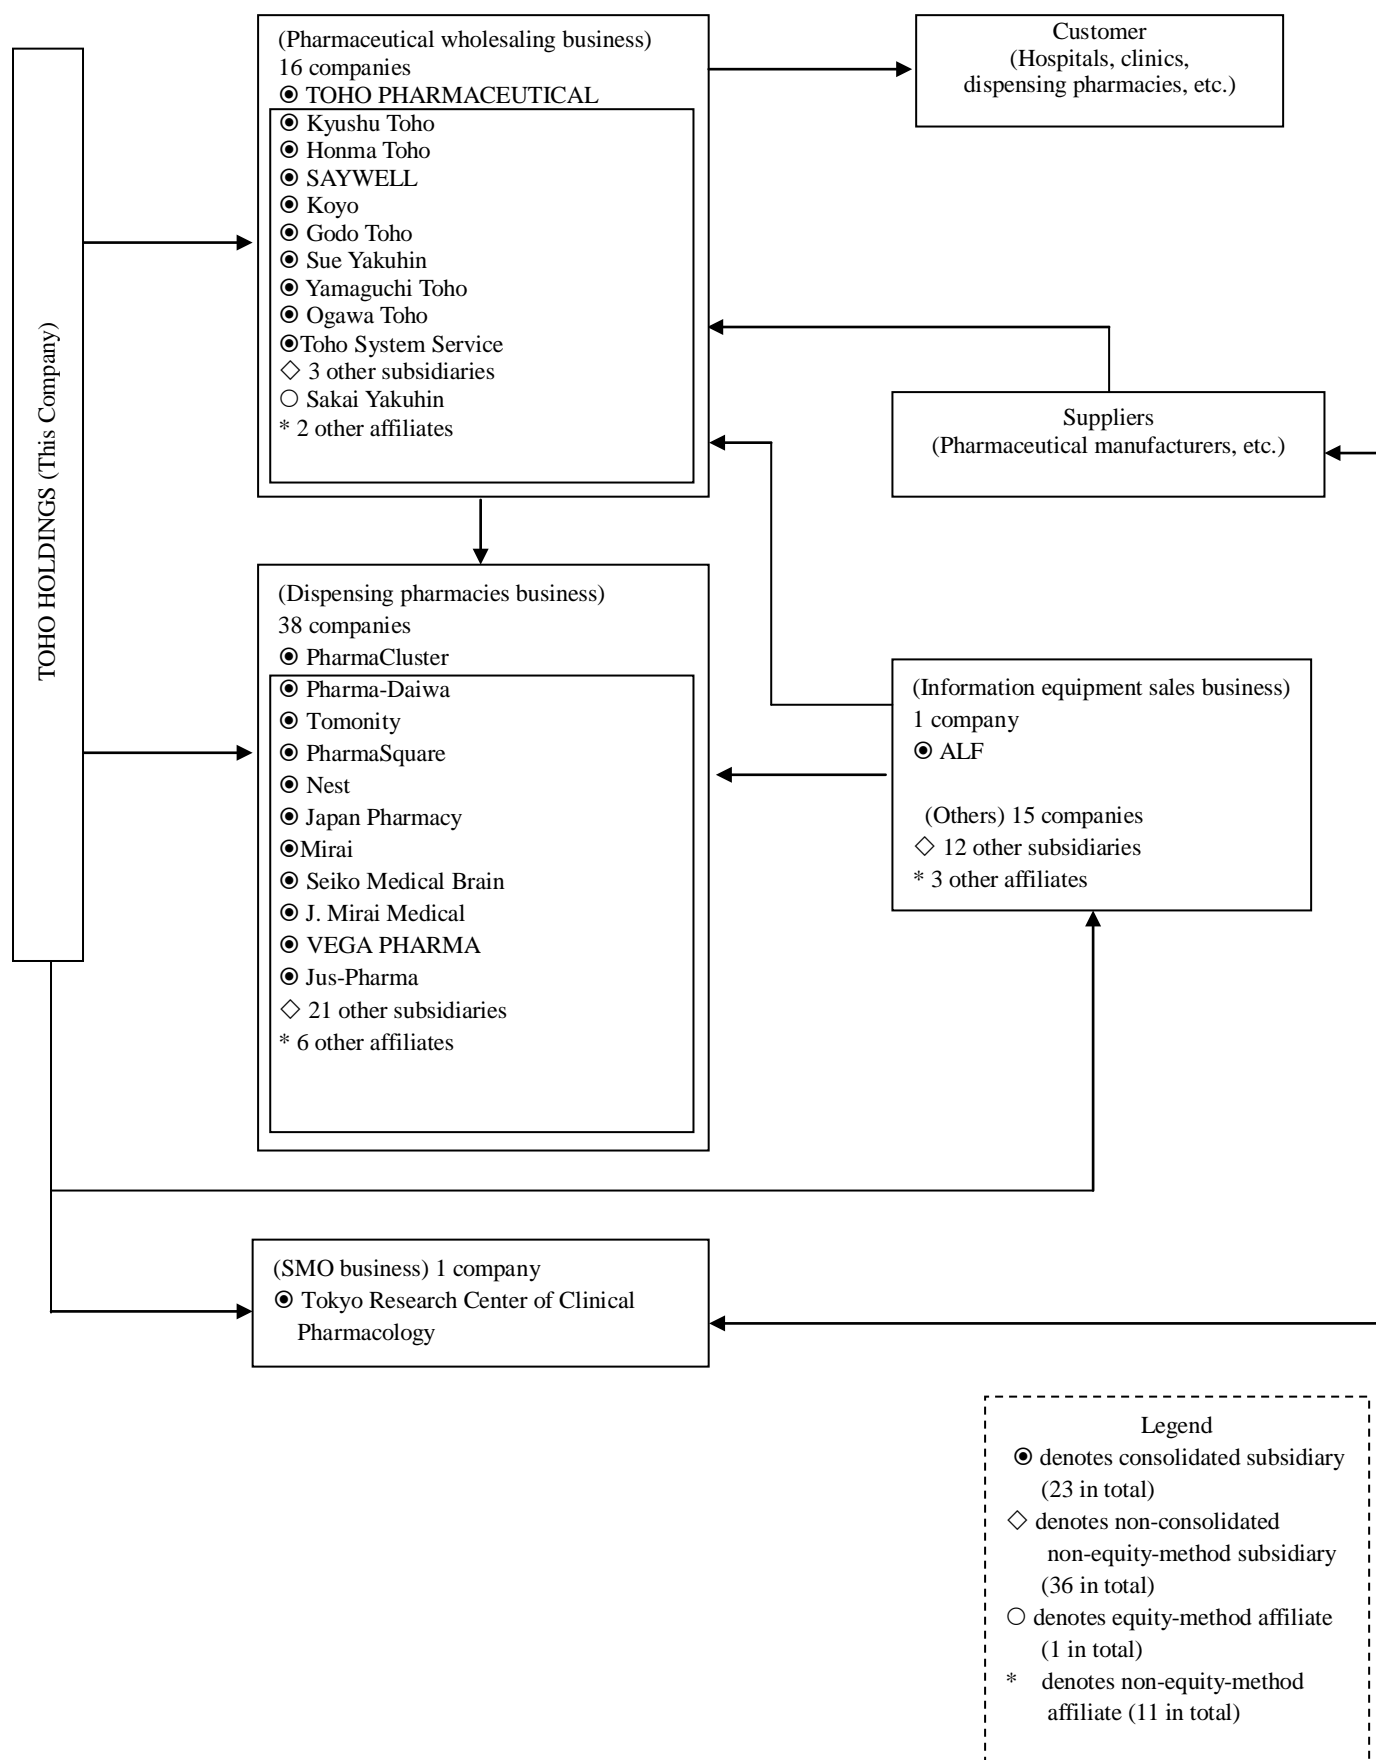 TOHO HOLDINGS (This Company)
(Pharmaceutical wholesaling business)
16 companies
◉ TOHO PHARMACEUTICAL
◉ Kyushu Toho
◉ Honma Toho
◉ SAYWELL
◉ Koyo
◉ Godo Toho
◉ Sue Yakuhin
◉ Yamaguchi Toho
◉ Ogawa Toho
◉Toho System Service
◇ 3 other subsidiaries
○ Sakai Yakuhin
* 2 other affiliates
Customer
(Hospitals, clinics,
dispensing pharmacies, etc.)
Suppliers
(Pharmaceutical manufacturers, etc.)
(Dispensing pharmacies business)
38 companies
◉ PharmaCluster
◉ Pharma-Daiwa
◉ Tomonity
◉ PharmaSquare
◉ Nest
◉ Japan Pharmacy
◉Mirai
◉ Seiko Medical Brain
◉ J. Mirai Medical
◉ VEGA PHARMA
◉ Jus-Pharma
◇ 21 other subsidiaries
* 6 other affiliates
(Information equipment sales business)
1 company
◉ ALF
(Others) 15 companies
◇ 12 other subsidiaries
* 3 other affiliates
(SMO business) 1 company
◉ Tokyo Research Center of Clinical
Pharmacology
Legend
◉ denotes consolidated subsidiary
(23 in total)
◇ denotes non-consolidated
non-equity-method subsidiary
(36 in total)
○ denotes equity-method affiliate
(1 in total)
* denotes non-equity-method
affiliate (11 in total)